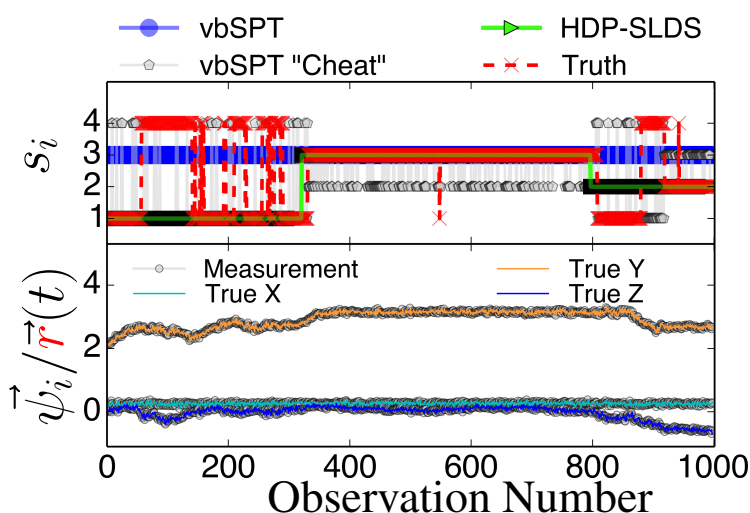 vbSPT
HDP-SLDS
vbSPT "Cheat"
Truth
s_i
4
3
2
1
Measurement
True Y
True X
True Z
ψ⃗_i/r⃗(t)
4
2
0
0
200
400
600
800
1000
Observation Number